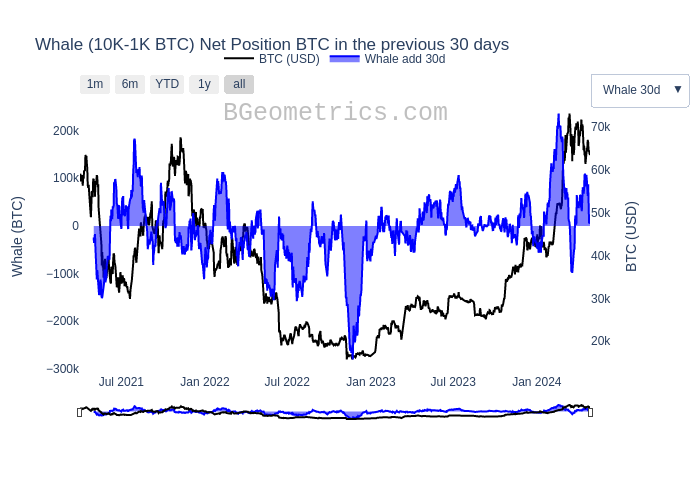 Whale (10K-1K BTC) Net Position BTC in the previous 30 days
BTC (USD) Whale add 30d
1m 6m YTD 1y all
Whale 30d ▼
BGeometrics.com
200k
100k
0
−100k
−200k
−300k
Whale (BTC)
70k
60k
50k
40k
30k
20k
BTC (USD)
Jul 2021 Jan 2022 Jul 2022 Jan 2023 Jul 2023 Jan 2024